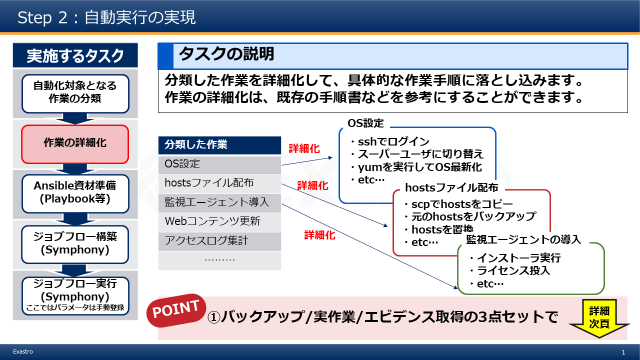 Step 2：自動実行の実現
実施するタスク
自動化対象となる
作業の分類
作業の詳細化
Ansible資材準備
(Playbook等)
ジョブフロー構築
(Symphony)
ジョブフロー実行
(Symphony)
ここではパラメータは手動登録
タスクの説明
分類した作業を詳細化して、具体的な作業手順に落とし込みます。
作業の詳細化は、既存の手順書などを参考にすることができます。
分類した作業
OS設定
hostsファイル配布
監視エージェント導入
Webコンテンツ更新
アクセスログ集計
………
詳細化
詳細化
詳細化
OS設定
・sshでログイン
・スーパーユーザに切り替え
・yumを実行してOS最新化
・etc…
hostsファイル配布
・scpでhostsをコピー
・元のhostsをバックアップ
・hostsを置換
・etc…
監視エージェントの導入
・インストーラ実行
・ライセンス投入
・etc…
POINT
①バックアップ/実作業/エビデンス取得の3点セットで
詳細
次頁
Exastro
1